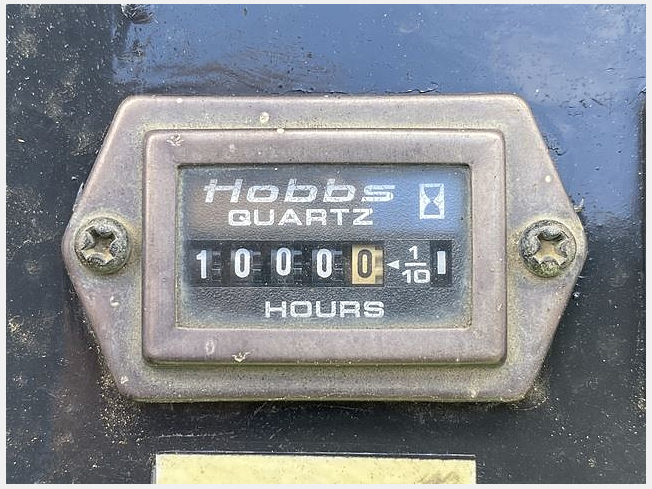 Hobbs
QUARTZ
10000 ◄ 1/10
HOURS